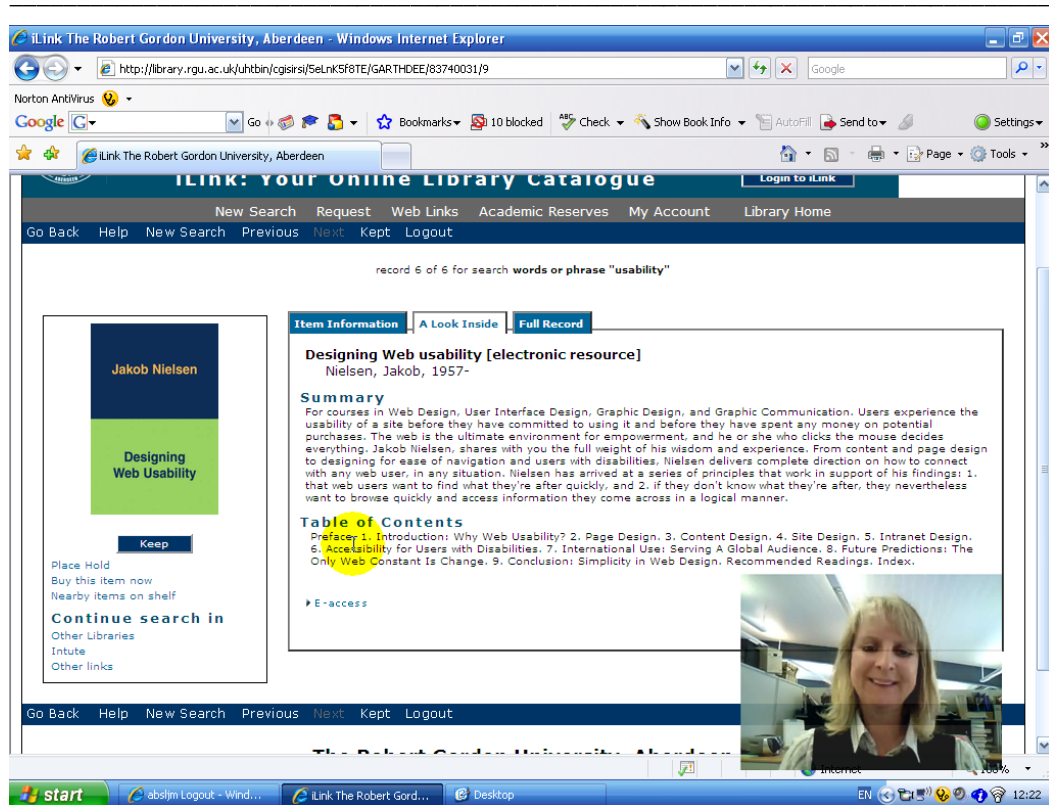 iLink The Robert Gordon University, Aberdeen - Windows Internet Explorer
http://library.rgu.ac.uk/uhtbin/cgisirsi/5eLnK5f8TE/GARTHDEE/83740031/9
Google
Norton AntiVirus
Google G Go Bookmarks 10 blocked ABC Check Show Book Info AutoFill Send to Settings
iLink The Robert Gordon University, Aberdeen Page Tools »
iLink: Your Online Library Catalogue Login to iLink
New Search Request Web Links Academic Reserves My Account Library Home
Go Back Help New Search Previous Next Kept Logout
record 6 of 6 for search words or phrase "usability"
Item Information A Look Inside Full Record
Jakob Nielsen
Designing
Web Usability
Keep
Place Hold
Buy this item now
Nearby items on shelf
Continue search in
Other Libraries
Intute
Other links
Designing Web usability [electronic resource]
Nielsen, Jakob, 1957-
Summary
For courses in Web Design, User Interface Design, Graphic Design, and Graphic Communication. Users experience the
usability of a site before they have committed to using it and before they have spent any money on potential
purchases. The web is the ultimate environment for empowerment, and he or she who clicks the mouse decides
everything. Jakob Nielsen, shares with you the full weight of his wisdom and experience. From content and page design
to designing for ease of navigation and users with disabilities, Nielsen delivers complete direction on how to connect
with any web user, in any situation. Nielsen has arrived at a series of principles that work in support of his findings: 1.
that web users want to find what they're after quickly, and 2. if they don't know what they're after, they nevertheless
want to browse quickly and access information they come across in a logical manner.
Table of Contents
Preface. 1. Introduction: Why Web Usability? 2. Page Design. 3. Content Design. 4. Site Design. 5. Intranet Design.
6. Accessibility for Users with Disabilities. 7. International Use: Serving A Global Audience. 8. Future Predictions: The
Only Web Constant Is Change. 9. Conclusion: Simplicity in Web Design. Recommended Readings. Index.
E-access
Go Back Help New Search Previous Next Kept Logout
The Robert Gordon University, Aberdeen
Internet 100%
start absljm Logout - Wind... iLink The Robert Gord... Desktop EN 12:22